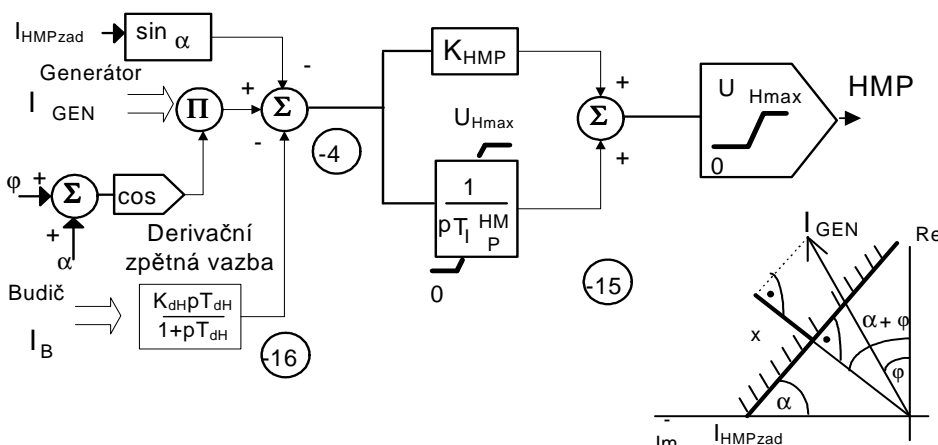 I HMPzad
sin α
-
Generátor
I GEN
Π
+
Σ
-
-4
K HMP
U Hmax
+
Σ
+
U Hmax
0
HMP
φ
+
Σ
+
α
cos
1
pT I HMP
0
-15
Derivační
zpětná vazba
Budič
I B
K dH pT dH
1+pT dH
-16
I GEN
Re
x
α+ φ
φ
α
-
Im
I HMPzad